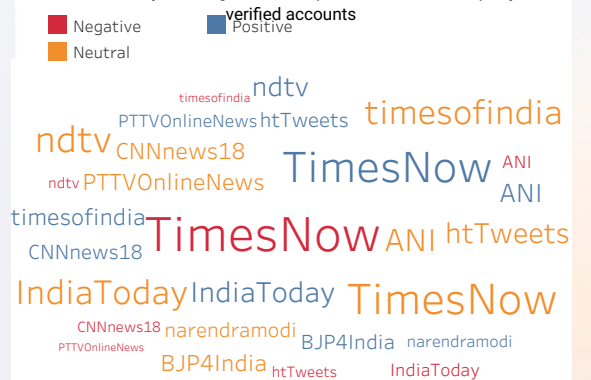 verified accounts
Negative Positive
Neutral
ndtv
timesofindia
timesofindia
PTTVOnlineNews htTweets
ndtv CNNnews18
TimesNow ANI
ndtv PTTVOnlineNews
ANI
timesofindia
TimesNow ANI htTweets
CNNnews18
IndiaToday IndiaToday TimesNow
CNNnews18 narendramodi
BJP4India narendramodi
PTTVOnlineNews
BJP4India htTweets IndiaToday